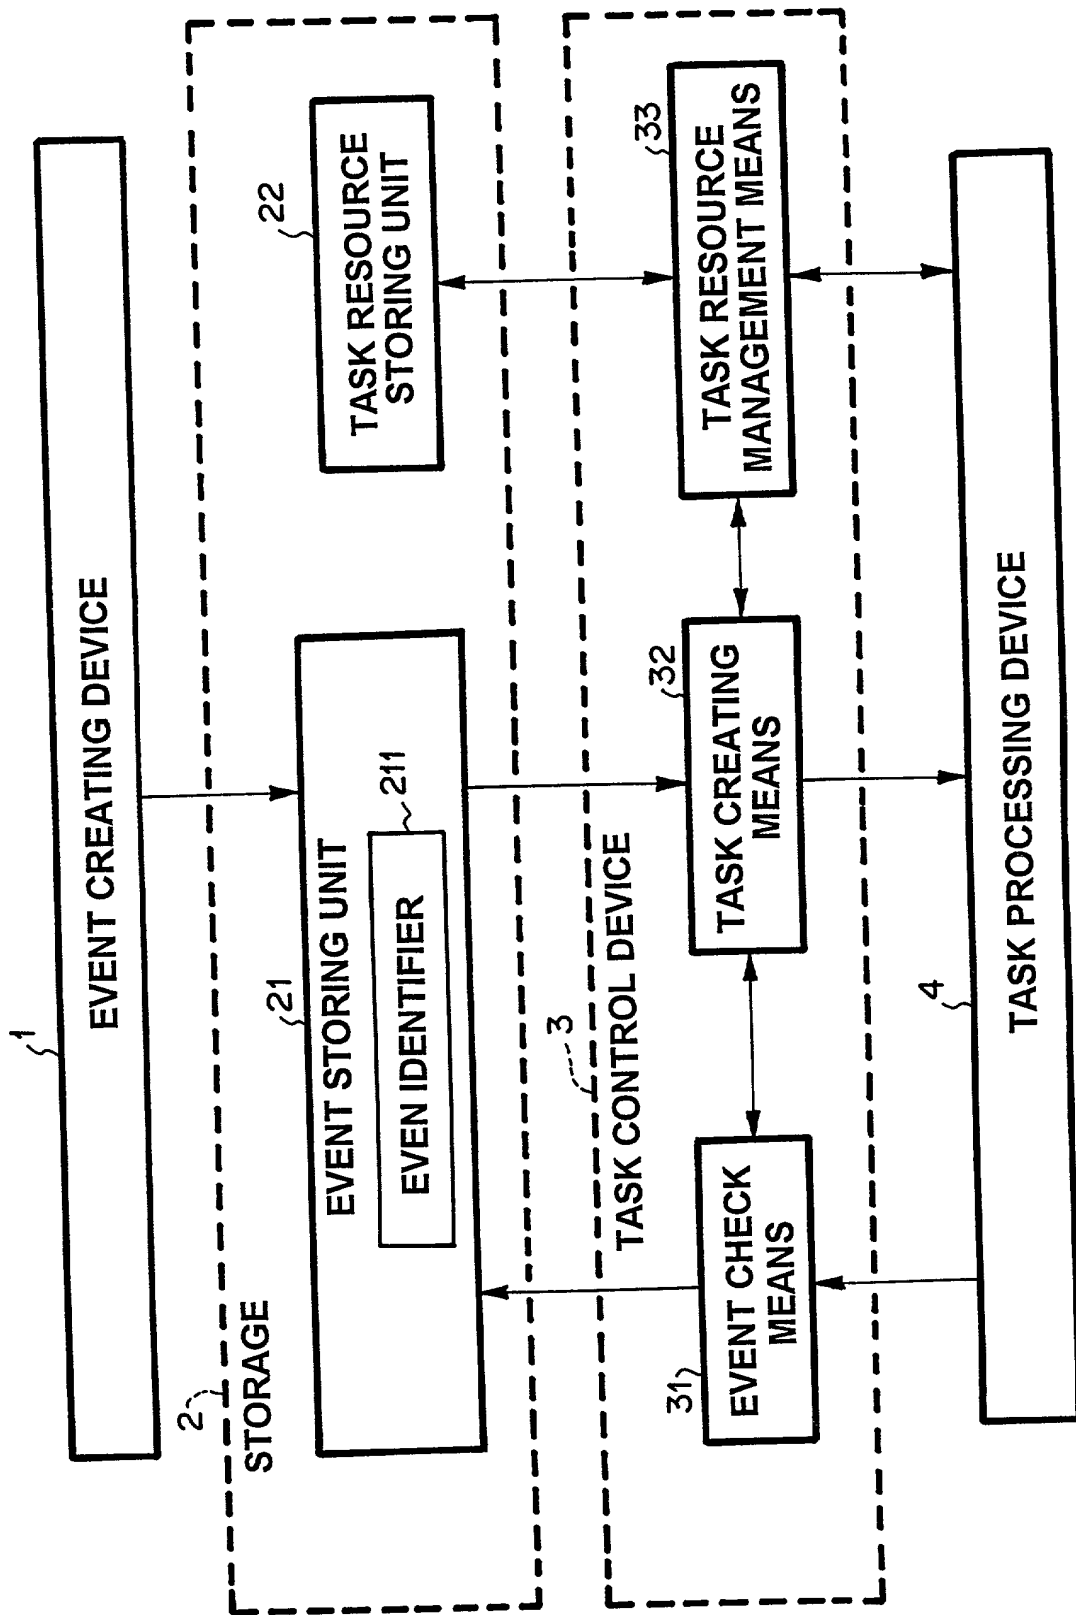 1
EVENT CREATING DEVICE
2
STORAGE
21
EVENT STORING UNIT
211
EVEN IDENTIFIER
22
TASK RESOURCE
STORING UNIT
3
TASK CONTROL DEVICE
31
EVENT CHECK
MEANS
32
TASK CREATING
MEANS
33
TASK RESOURCE
MANAGEMENT MEANS
4
TASK PROCESSING DEVICE